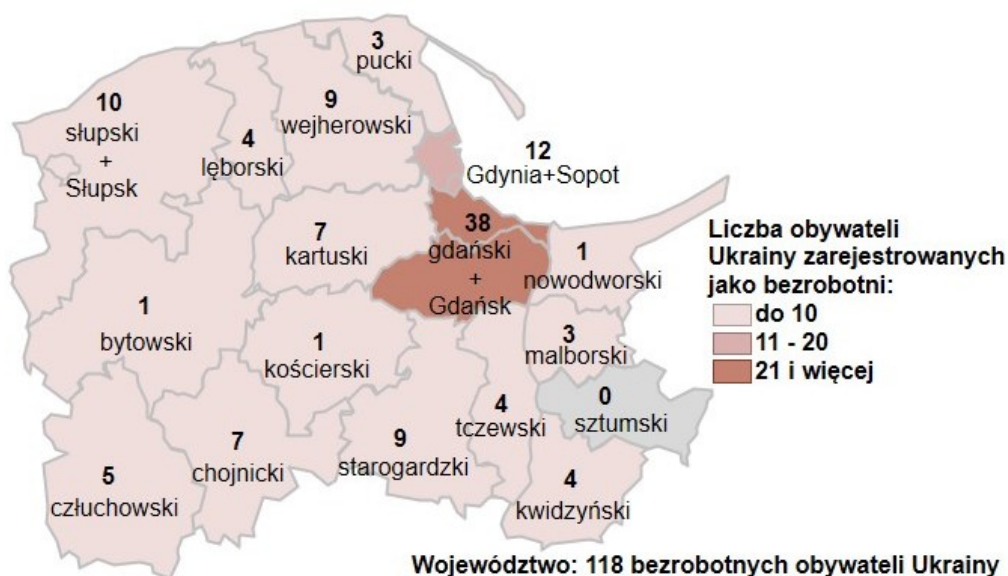 3
pucki
10
słupski
+
Słupsk
9
wejherowski
4
lęborski
12
Gdynia+Sopot
7
kartuski
38
gdański
+
Gdańsk
1
nowodworski
Liczba obywateli
Ukrainy zarejestrowanych
jako bezrobotni:
do 10
11 - 20
21 i więcej
1
bytowski
1
kościerski
3
malborski
0
sztumski
4
tczewski
5
człuchowski
7
chojnicki
9
starogardzki
4
kwidzyński
Województwo: 118 bezrobotnych obywateli Ukrainy